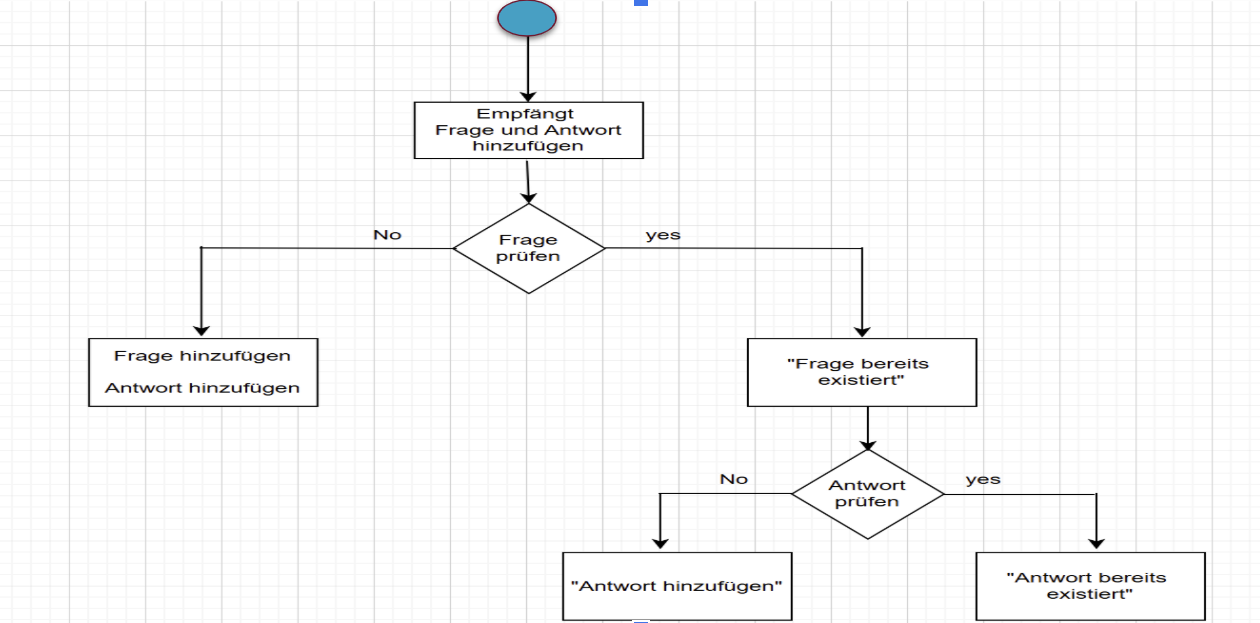 Empfängt
Frage und Antwort
hinzufügen
No
yes
Frage
prüfen
Frage hinzufügen
Antwort hinzufügen
"Frage bereits
existiert"
No
yes
Antwort
prüfen
"Antwort hinzufügen"
"Antwort bereits
existiert"